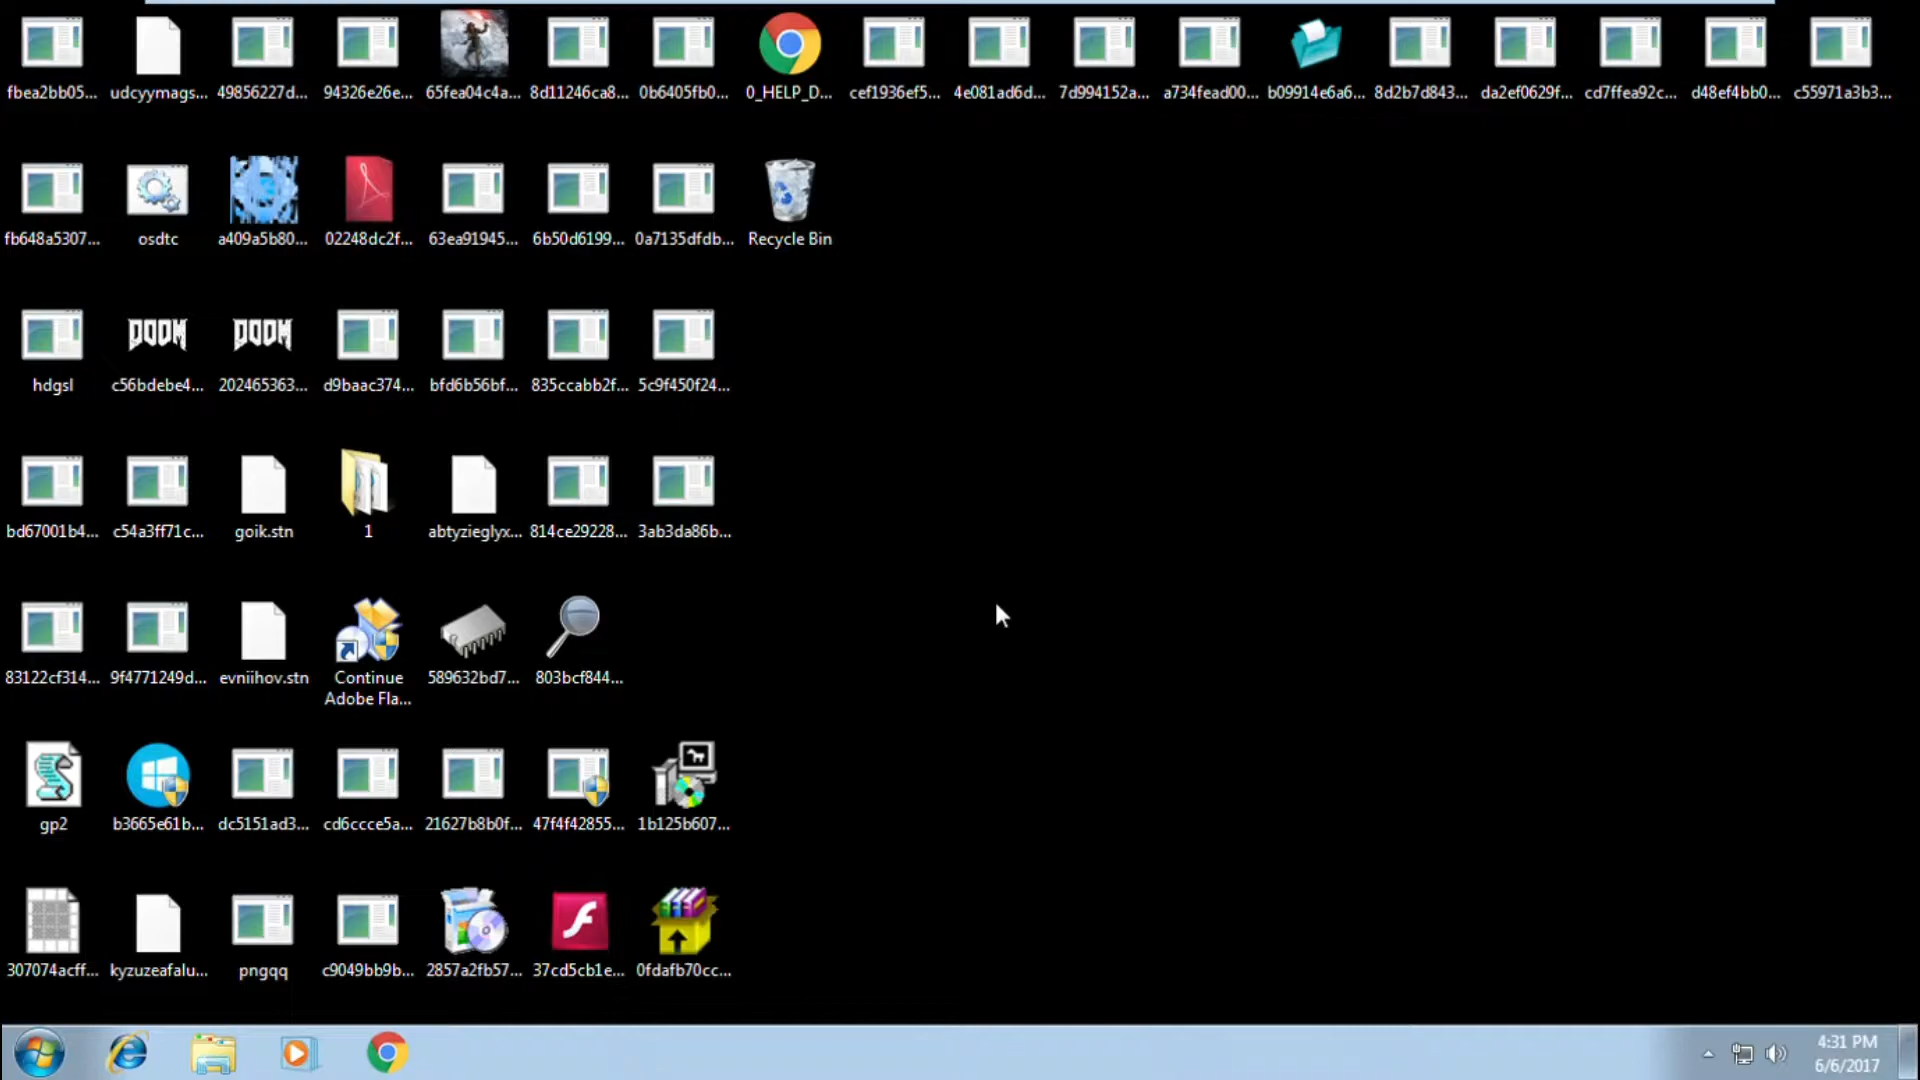 fbea2bb05... udcyymags... 49856227d... 94326e26e... 65fea04c4a... 8d11246ca8... 0b6405fb0... 0_HELP_D... cef1936ef5... 4e081ad6d... 7d994152a... a734fead00... b09914e6a6... 8d2b7d843... da2ef0629f... cd7ffea92c... d48ef4bb0... c55971a3b3...
fb648a5307... osdtc a409a5b80... 02248dc2f... 63ea91945... 6b50d6199... 0a7135dfdb... Recycle Bin
DOOM DOOM
hdgsl c56bdebe4... 202465363... d9baac374... bfd6b56bf... 835ccabb2f... 5c9f450f24...
bd67001b4... c54a3ff71c... goik.stn 1 abtyzieglyx... 814ce29228... 3ab3da86b...
83122cf314... 9f4771249d... evniihov.stn Continue 589632bd7... 803bcf844...
Adobe Fla...
gp2 b3665e61b... dc5151ad3... cd6ccce5a... 21627b8b0f... 47f4f42855... 1b125b607...
307074acff... kyzuzeafalu... pngqq c9049bb9b... 2857a2fb57... 37cd5cb1e... 0fdafb70cc...
4:31 PM
6/6/2017